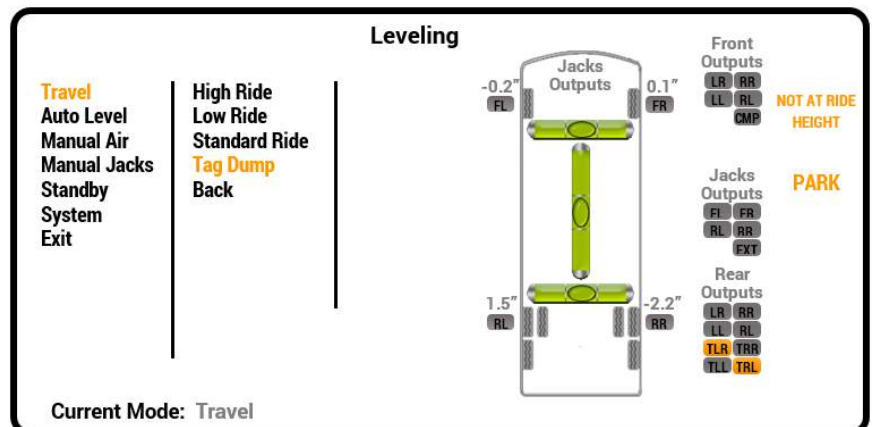 Leveling
Travel
Auto Level
Manual Air
Manual Jacks
Standby
System
Exit
High Ride
Low Ride
Standard Ride
Tag Dump
Back
Jacks
Outputs
-0.2"
FL
0.1"
FR
1.5"
RL
-2.2"
RR
Front
Outputs
LR RR
LL RL
CMP
NOT AT RIDE
HEIGHT
Jacks
Outputs
FL FR
RL RR
EXT
PARK
Rear
Outputs
LR RR
LL RL
TLR TRR
TLL TRL
Current Mode: Travel